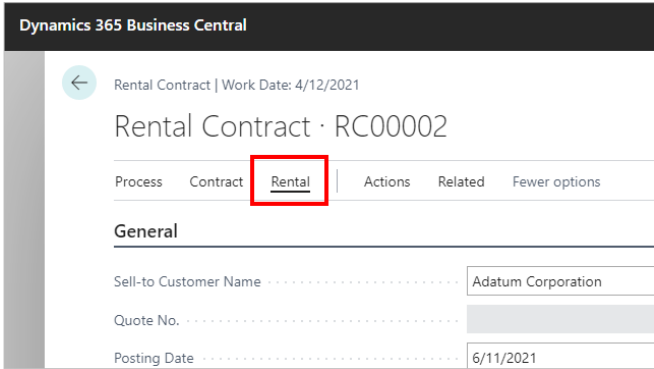 Dynamics 365 Business Central
Rental Contract | Work Date: 4/12/2021
Rental Contract · RC00002
Process Contract Rental Actions Related Fewer options
General
Sell-to Customer Name Adatum Corporation
Quote No.
Posting Date 6/11/2021